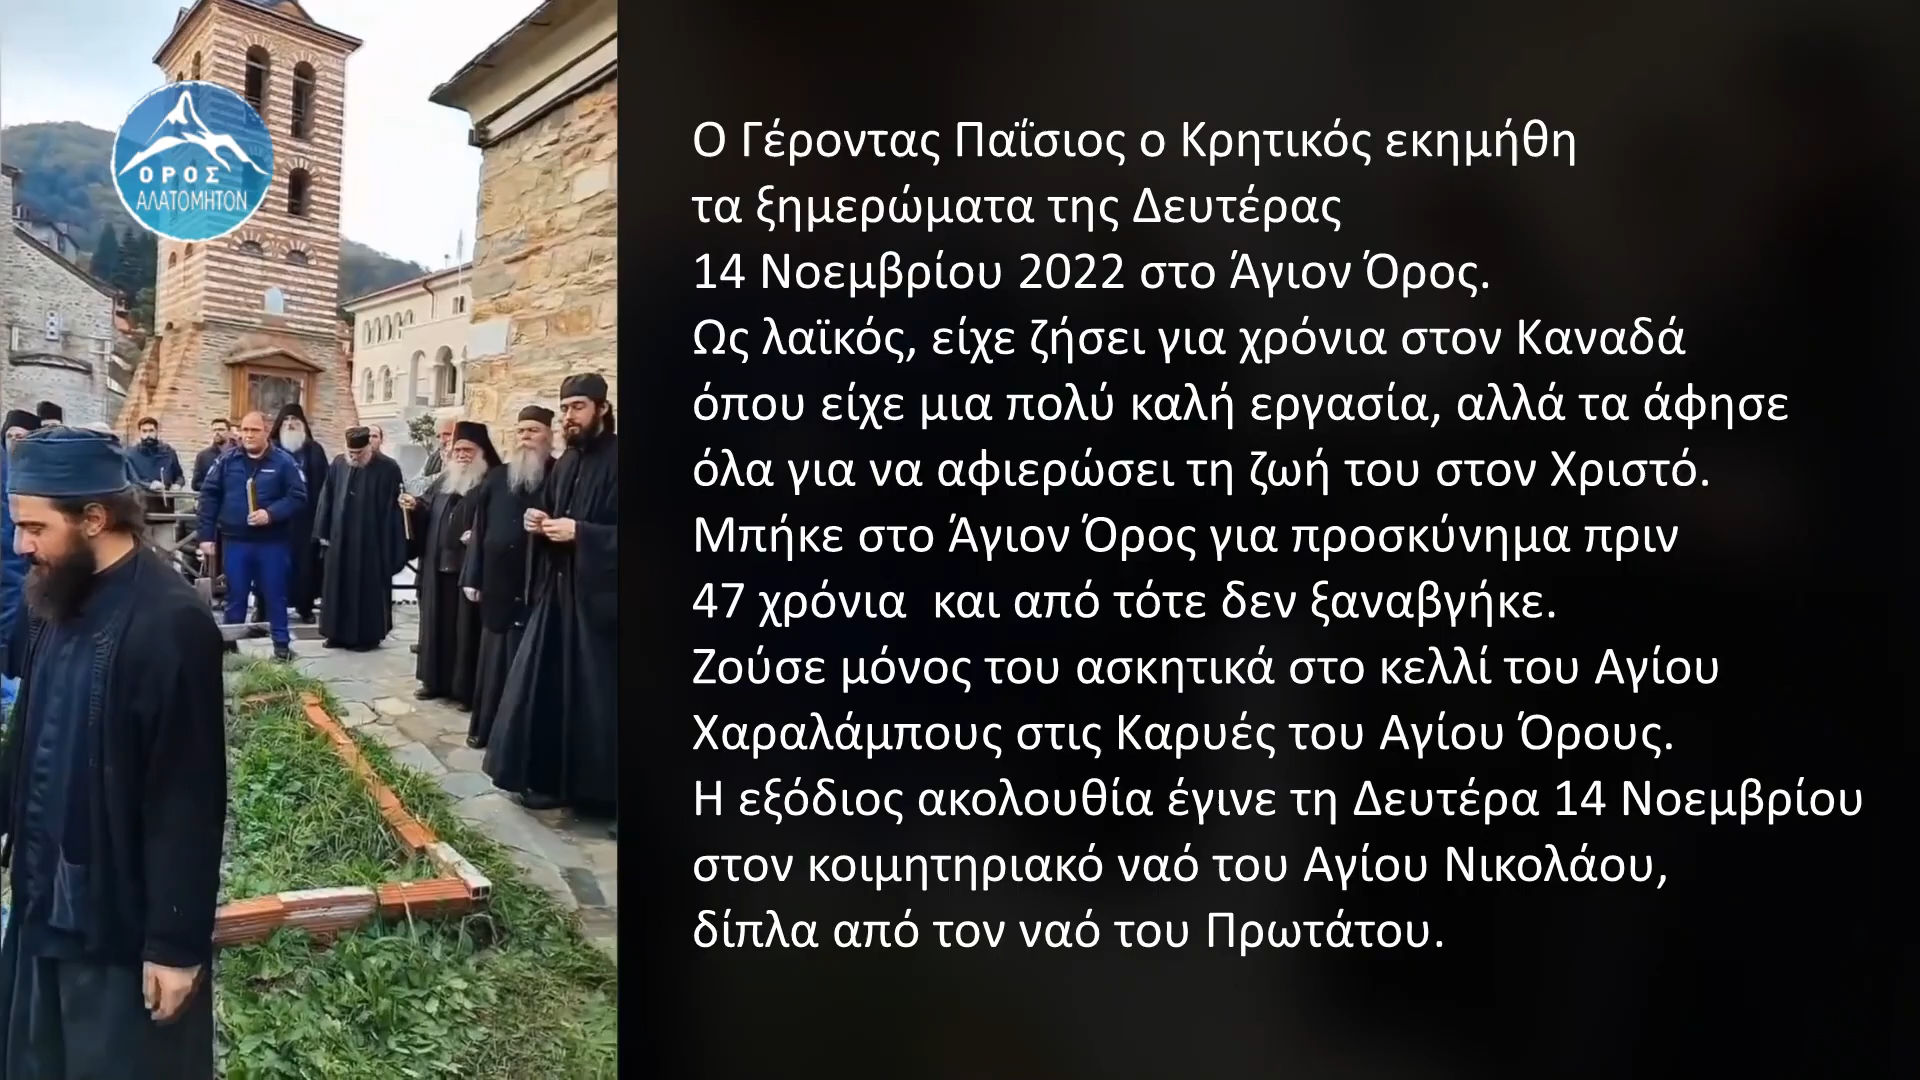 ΟΡΟΣ
ΑΛΑΤΟΜΗΤΟΝ
Ο Γέροντας Παΐσιος ο Κρητικός εκημήθη
τα ξημερώματα της Δευτέρας
14 Νοεμβρίου 2022 στο Άγιον Όρος.
Ως λαϊκός, είχε ζήσει για χρόνια στον Καναδά
όπου είχε μια πολύ καλή εργασία, αλλά τα άφησε
όλα για να αφιερώσει τη ζωή του στον Χριστό.
Μπήκε στο Άγιον Όρος για προσκύνημα πριν
47 χρόνια  και από τότε δεν ξαναβγήκε.
Ζούσε μόνος του ασκητικά στο κελλί του Αγίου
Χαραλάμπους στις Καρυές του Αγίου Όρους.
Η εξόδιος ακολουθία έγινε τη Δευτέρα 14 Νοεμβρίου
στον κοιμητηριακό ναό του Αγίου Νικολάου,
δίπλα από τον ναό του Πρωτάτου.